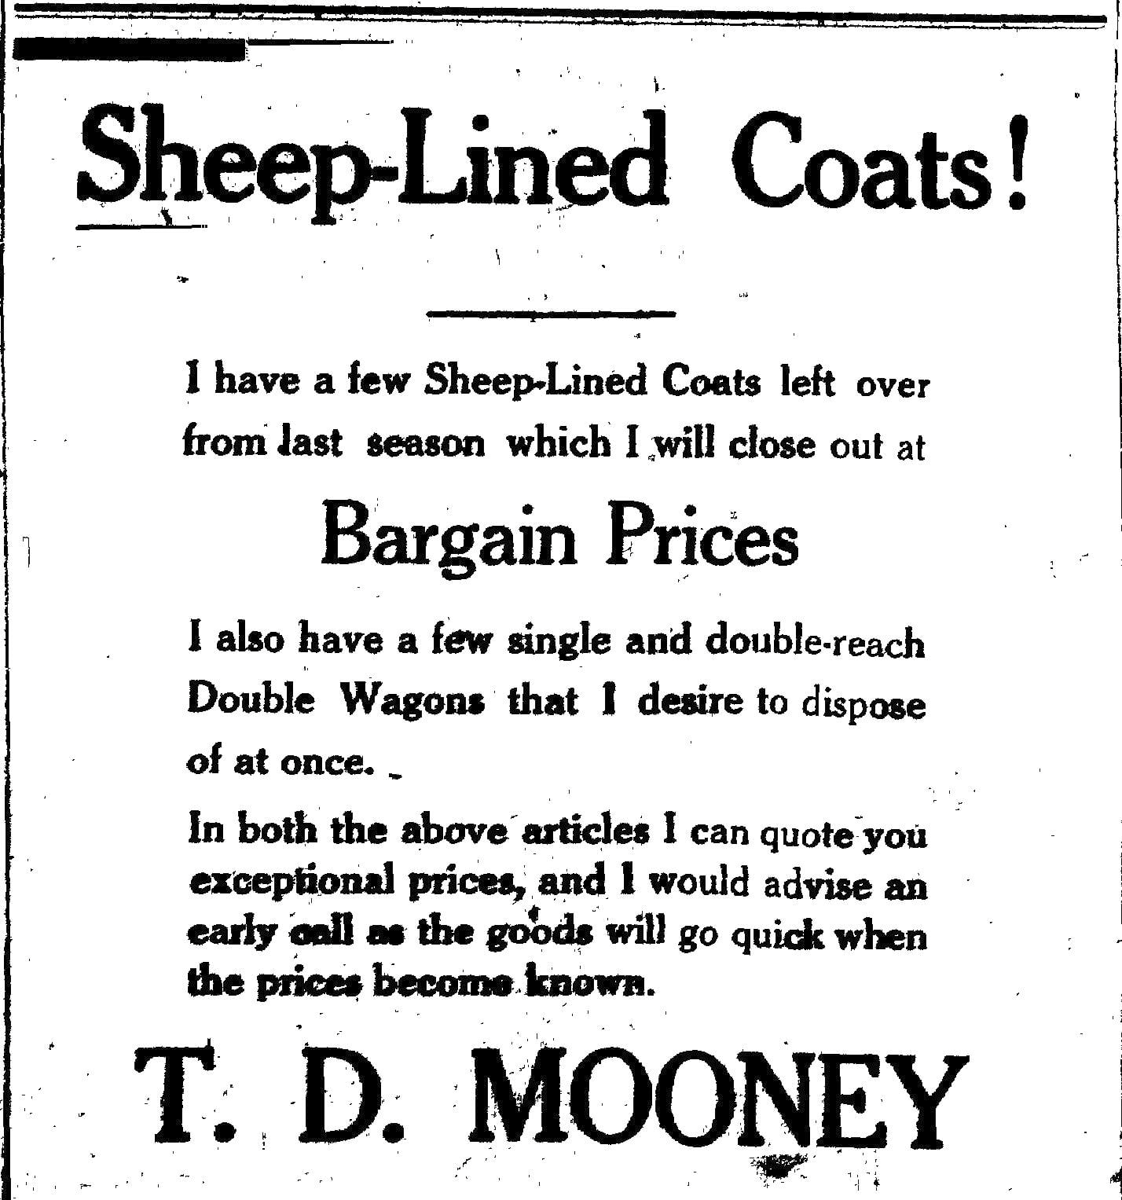 Sheep-Lined Coats!
I have a few Sheep-Lined Coats left over
from last season which I will close out at
Bargain Prices
I also have a few single and double-reach
Double Wagons that I desire to dispose
of at once.
In both the above articles I can quote you
exceptional prices, and I would advise an
early call as the goods will go quick when
the prices become known.
T. D. MOONEY